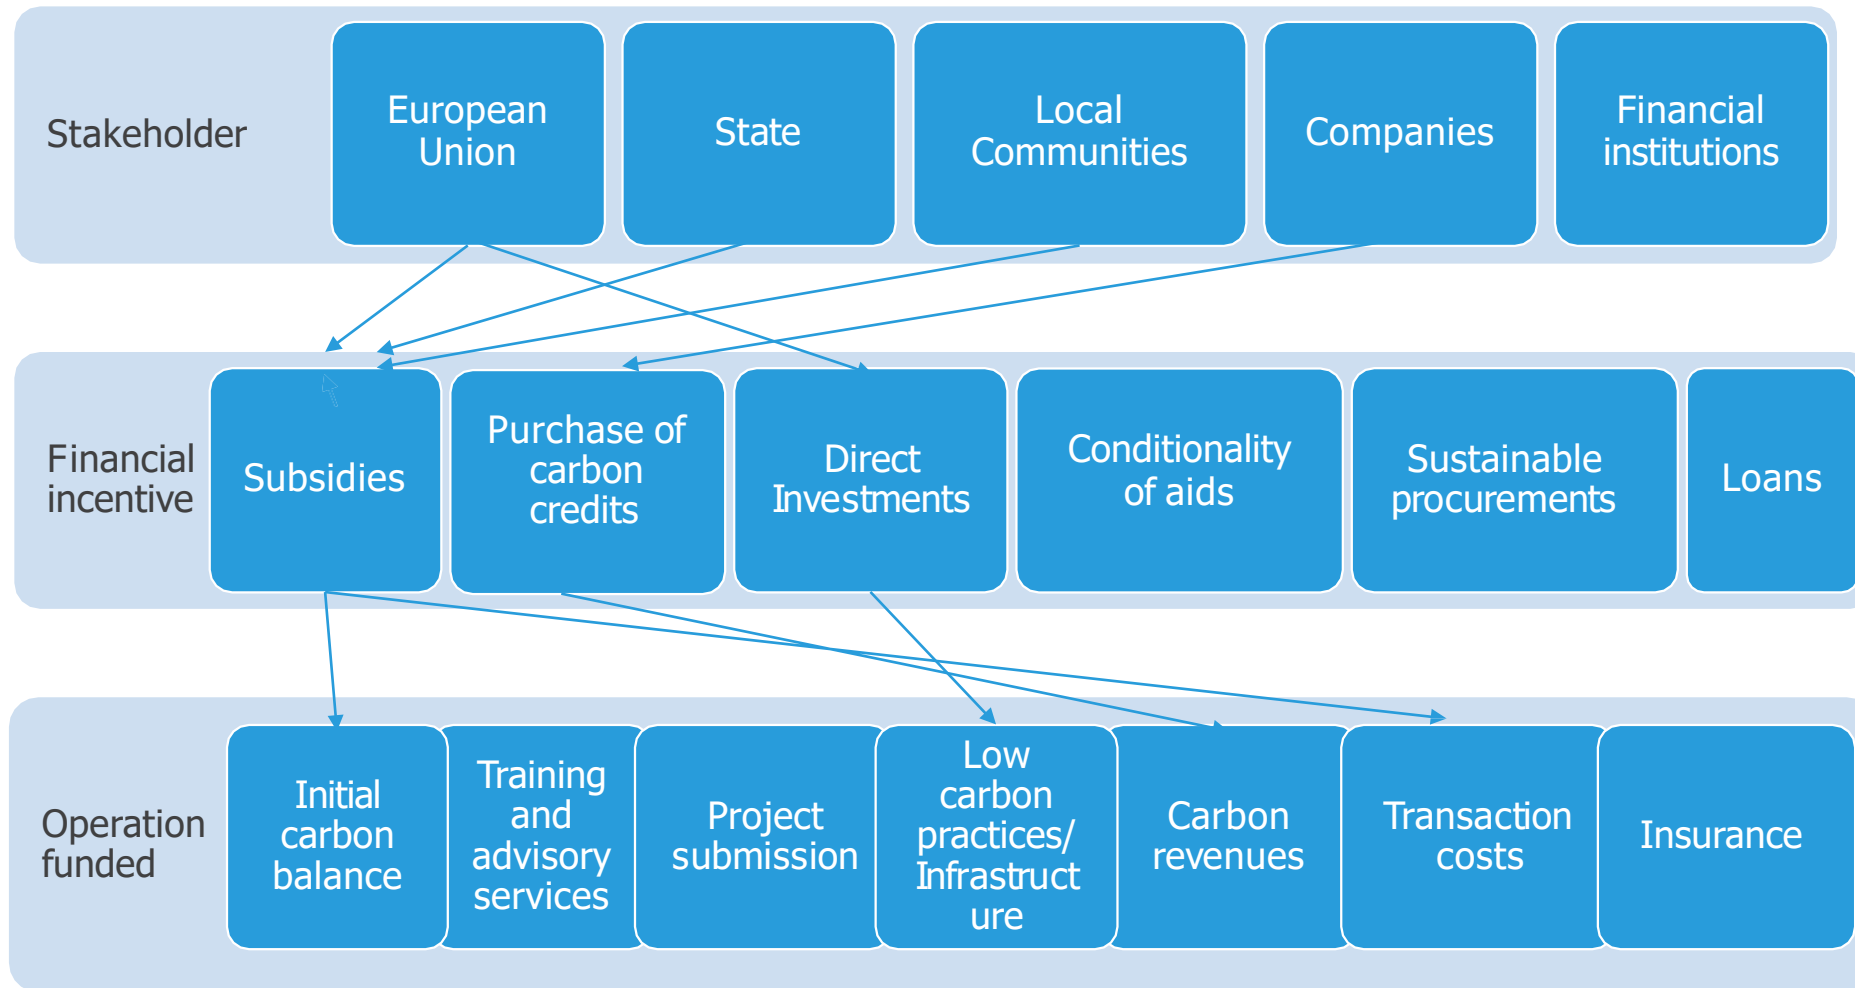 Stakeholder
European
Union
State
Local
Communities
Companies
Financial
institutions
Financial
incentive
Subsidies
Purchase of
carbon
credits
Direct
Investments
Conditionality
of aids
Sustainable
procurements
Loans
Operation
funded
Initial
carbon
balance
Training
and
advisory
services
Project
submission
Low
carbon
practices/
Infrastruct
ure
Carbon
revenues
Transaction
costs
Insurance